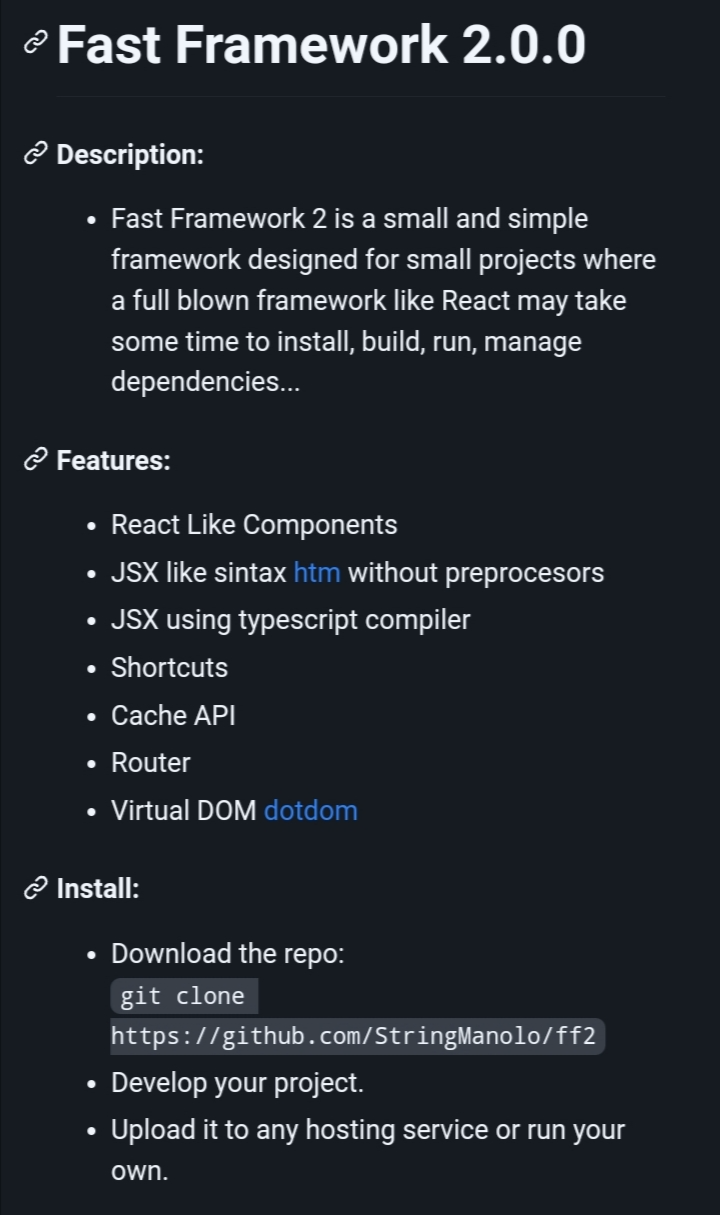 Fast Framework 2.0.0
Description:
Fast Framework 2 is a small and simple
framework designed for small projects where
a full blown framework like React may take
some time to install, build, run, manage
dependencies...
Features:
React Like Components
JSX like sintax htm without preprocesors
JSX using typescript compiler
Shortcuts
Cache API
Router
Virtual DOM dotdom
Install:
Download the repo:
git clone
https://github.com/StringManolo/ff2
Develop your project.
Upload it to any hosting service or run your
own.